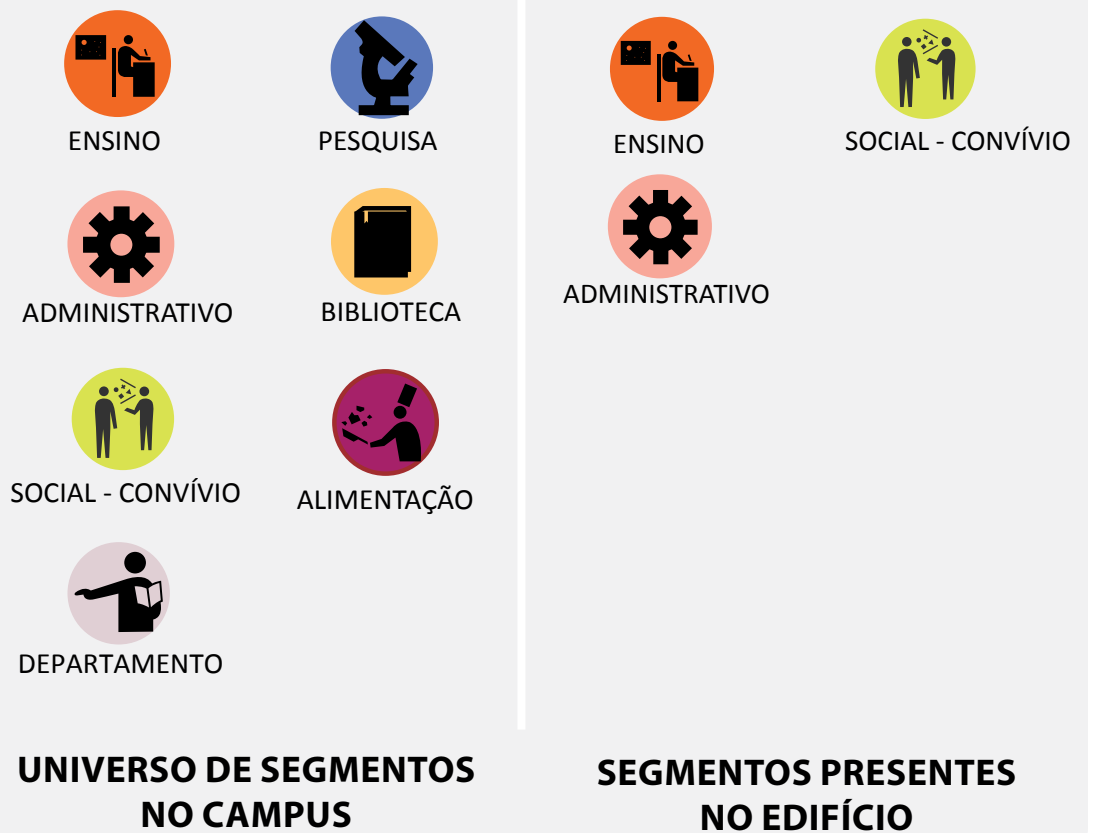 ENSINO
PESQUISA
ADMINISTRATIVO
BIBLIOTECA
SOCIAL - CONVÍVIO
ALIMENTAÇÃO
DEPARTAMENTO
UNIVERSO DE SEGMENTOS
NO CAMPUS
ENSINO
SOCIAL - CONVÍVIO
ADMINISTRATIVO
SEGMENTOS PRESENTES
NO EDIFÍCIO